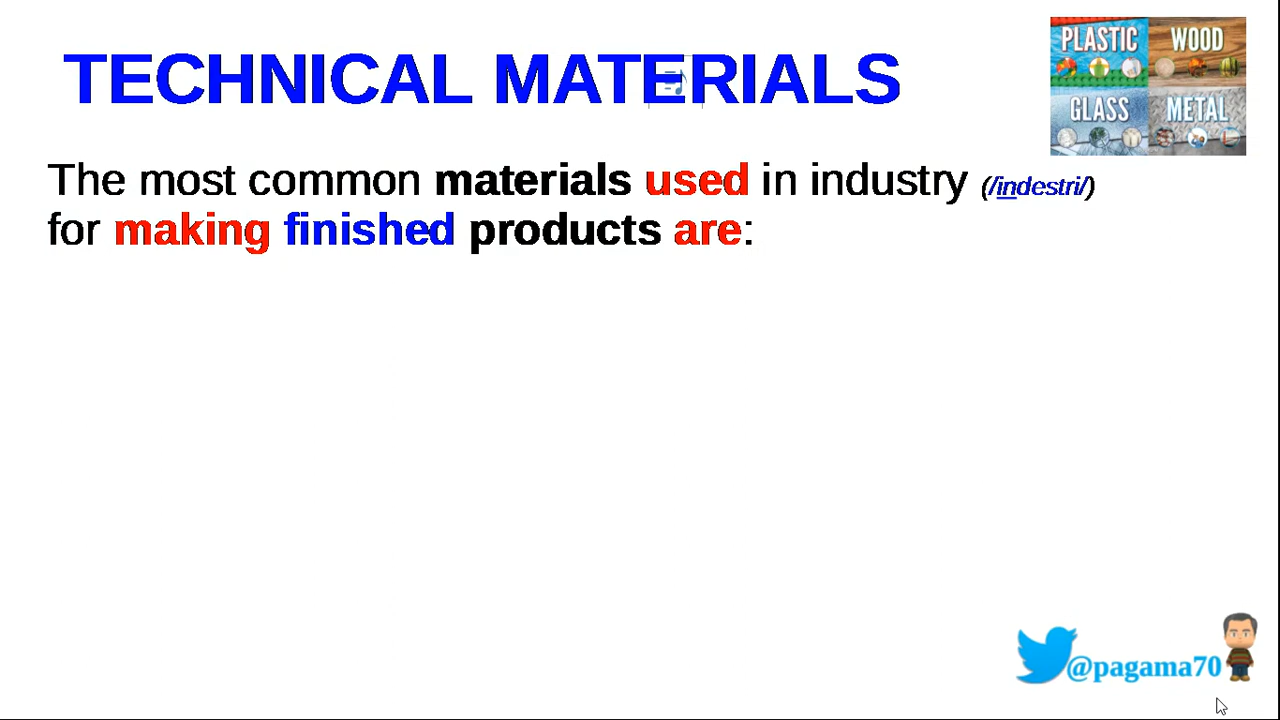 TECHNICAL MATERIALS
PLASTIC WOOD
GLASS METAL
The most common materials used in industry (/indestri/)
for making finished products are:
@pagama70